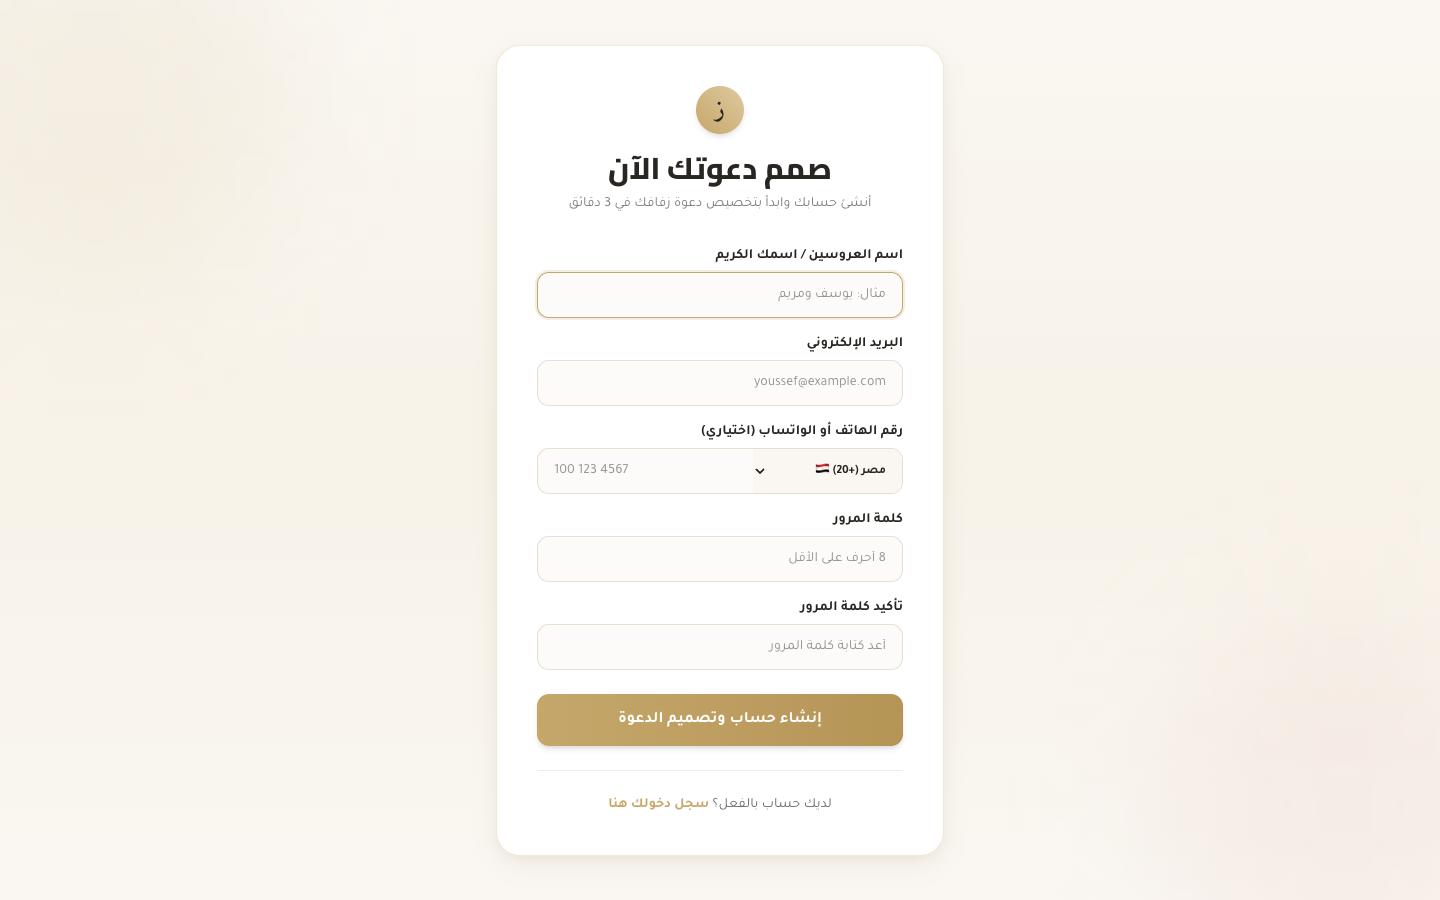 ز
صمم دعوتك الآن
أنشئ حسابك وابدأ بتخصيص دعوة زفافك في 3 دقائق
اسم العروسين / اسمك الكريم
مثال: يوسف ومريم
البريد الإلكتروني
youssef@example.com
رقم الهاتف أو الواتساب (اختياري)
مصر (+20) 🇪🇬
100 123 4567
كلمة المرور
8 أحرف على الأقل
تأكيد كلمة المرور
أعد كتابة كلمة المرور
إنشاء حساب وتصميم الدعوة
لديك حساب بالفعل؟ سجل دخولك هنا